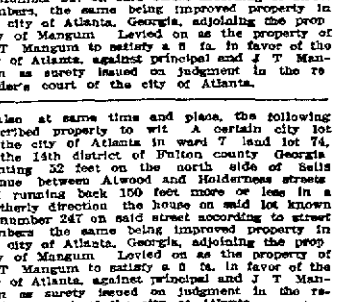 bers, the same being improved property in
city of Atlanta, Georgia, adjoining the prop
y of Mangum Levied on as the property of
T Mangum to satisfy a fi fa. in favor of the
y of Atlanta, against principal and J T Man-
n as surety issued on judgment in the re
der's court of the city of Atlanta.
also at same time and place, the following
cribed property to wit A certain city lot
the city of Atlanta in ward 7 land lot 74,
the 14th district of Fulton county Georgia
nting 52 feet on the north side of Sells
nue between Atwood and Holderness streets
running back 150 feet more or less in a
therly direction the house on said lot known
number 247 on said street according to street
mbers the same being improved property in
city of Atlanta, Georgia, adjoining the prop
y of Mangum Levied on as the property of
T Mangum to satisfy a fi fa. in favor of the
y of Atlanta, against principal and J T Man-
n as surety issued on judgment in the re-